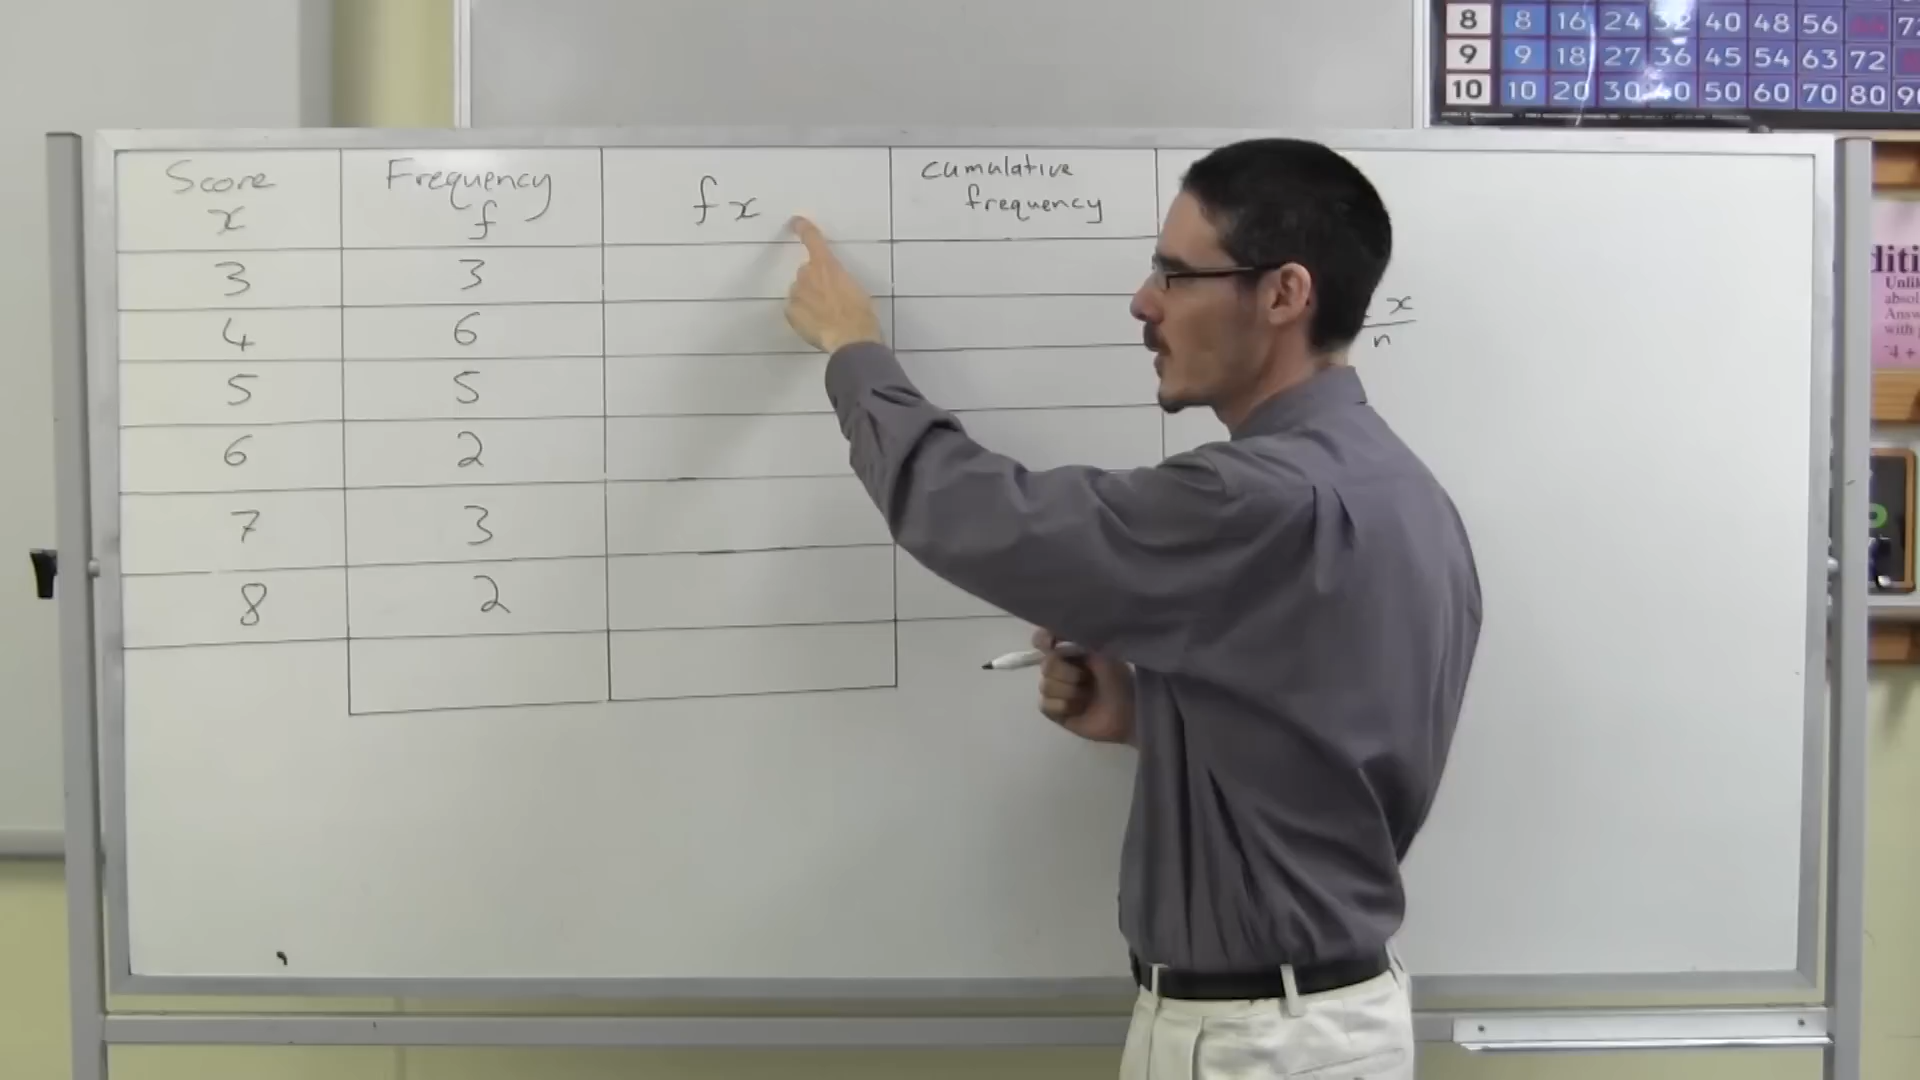 8 8 16 24 32 40 48 56
9 9 18 27 36 45 54 63 72
10 10 20 30 40 50 60 70 80
Score
x
Frequency
f
f x
cumulative
frequency
3 3
4 6
5 5
6 2
7 3
8 2
x
n